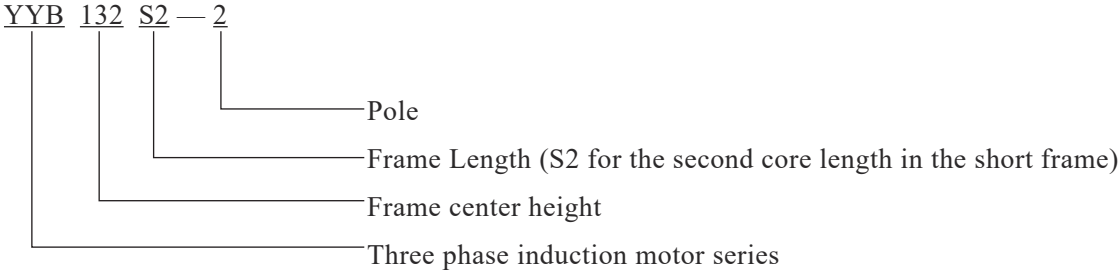 YYB 132 S2 — 2
Pole
Frame Length (S2 for the second core length in the short frame)
Frame center height
Three phase induction motor series